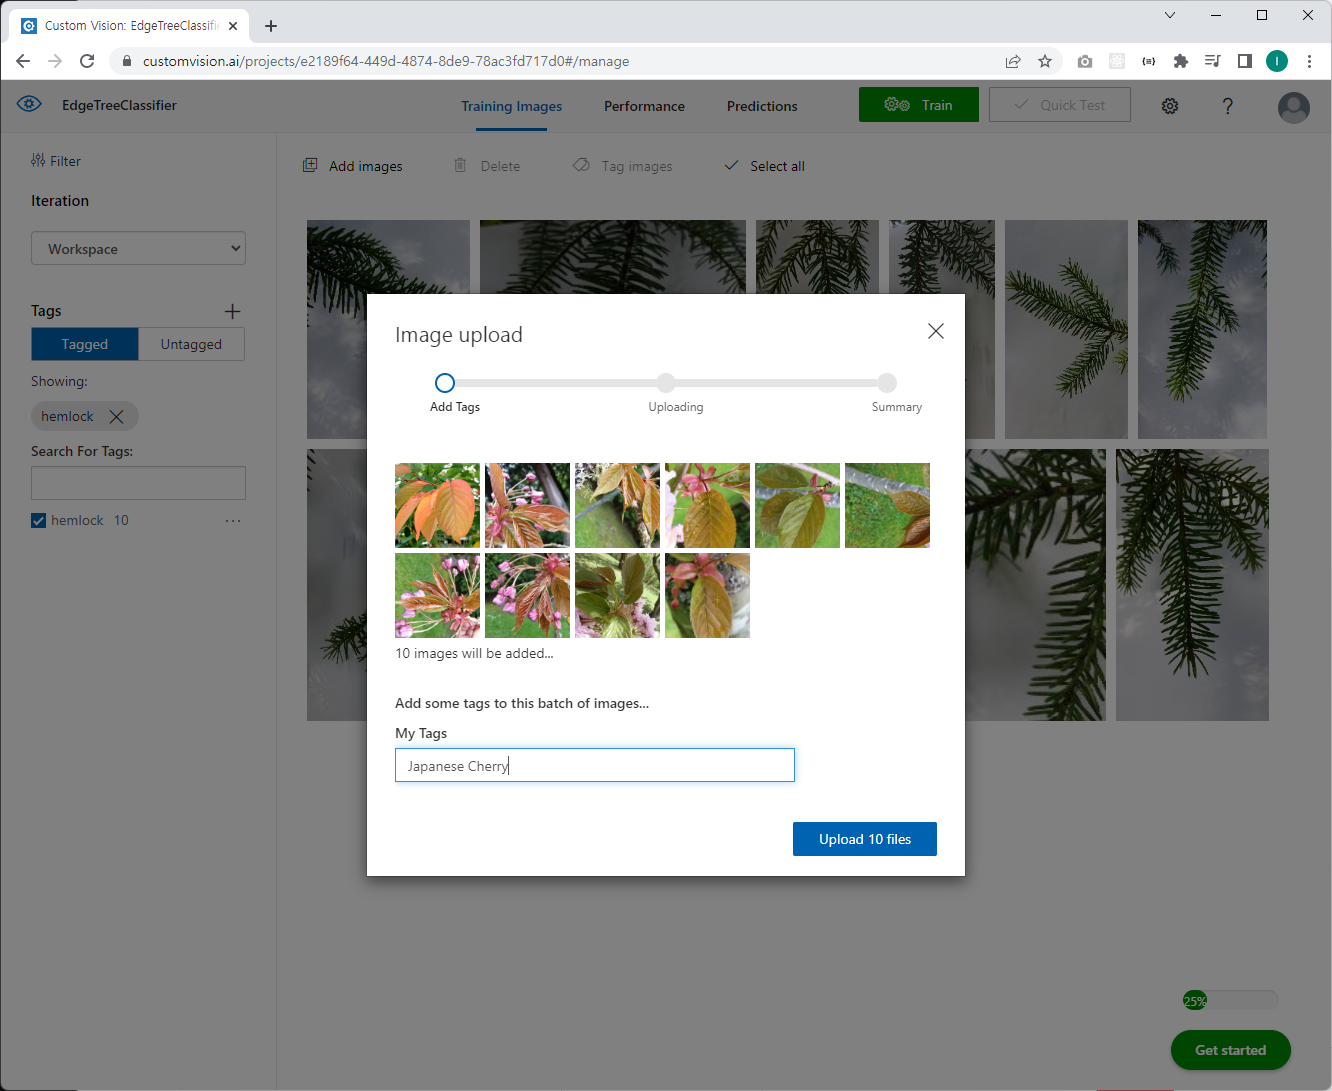 Custom Vision: EdgeTreeClassifi
customvision.ai/projects/e2189f64-449d-4874-8de9-78ac3fd717d0#/manage
I
EdgeTreeClassifier
Training Images
Performance
Predictions
Train
Quick Test
?
Filter
Add images
Delete
Tag images
Select all
Iteration
Workspace
Tags
Tagged
Untagged
Showing:
hemlock
Search For Tags:
hemlock 10
Image upload
Add Tags
Uploading
Summary
10 images will be added...
Add some tags to this batch of images...
My Tags
Japanese Cherry
Upload 10 files
25%
Get started